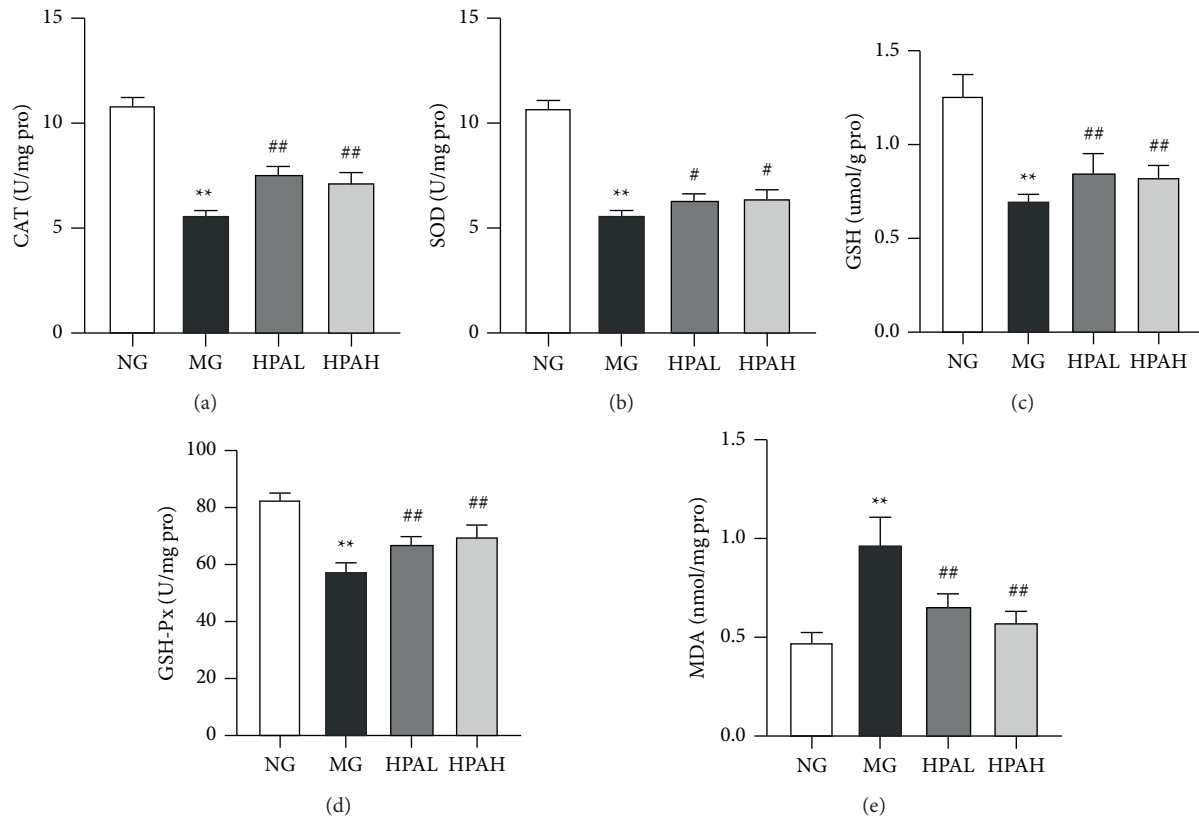 CAT (U/mg pro)
15
10
5
0
**
##
##
NG MG HPAL HPAH
(a)
SOD (U/mg pro)
15
10
5
0
**
#
#
NG MG HPAL HPAH
(b)
GSH (umol/g pro)
1.5
1.0
0.5
0.0
**
##
##
NG MG HPAL HPAH
(c)
GSH-Px (U/mg pro)
100
80
60
40
20
0
**
##
##
NG MG HPAL HPAH
(d)
MDA (nmol/mg pro)
1.5
1.0
0.5
0.0
**
##
##
NG MG HPAL HPAH
(e)